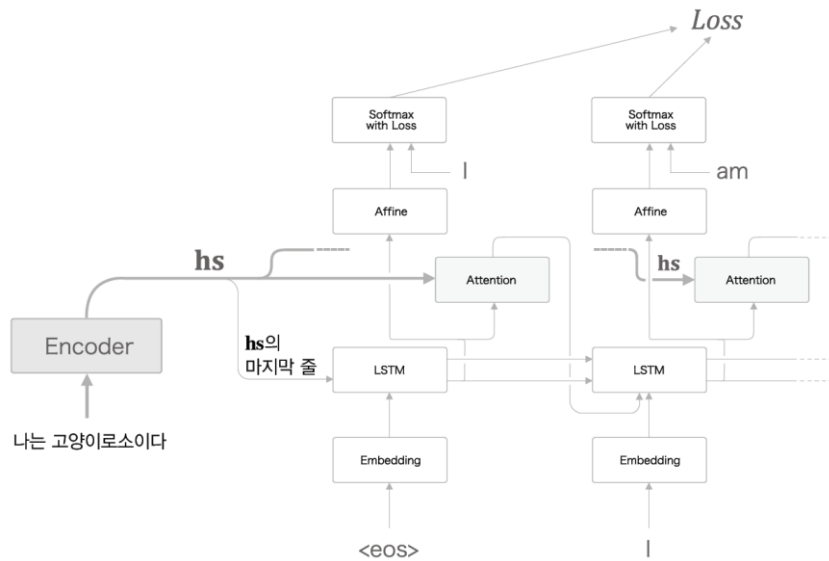 Loss
Softmax
with Loss
Softmax
with Loss
I
am
Affine
Affine
hs
hs
Attention
Attention
Encoder
hs의
마지막 줄
LSTM
LSTM
나는 고양이로소이다
Embedding
Embedding
<eos>
I